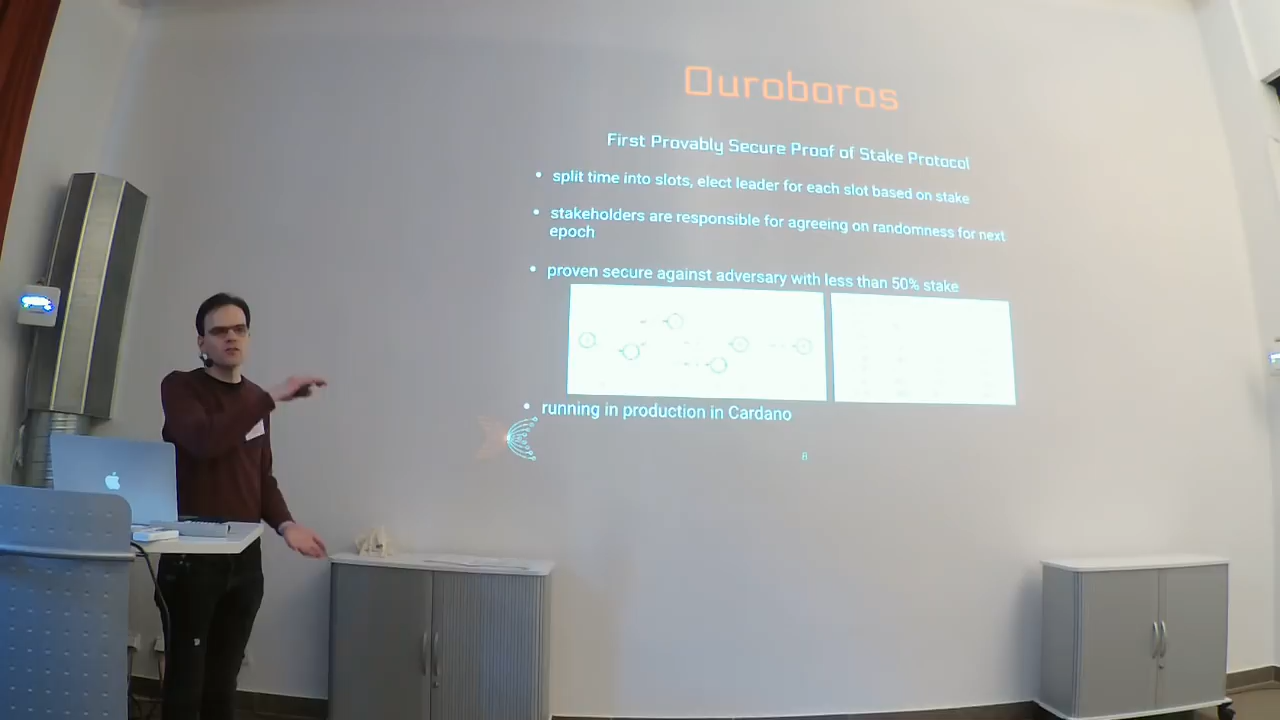 Ouroboros
First Provably Secure Proof of Stake Protocol
• split time into slots, elect leader for each slot based on stake
• stakeholders are responsible for agreeing on randomness for next
epoch
• proven secure against adversary with less than 50% stake
• running in production in Cardano